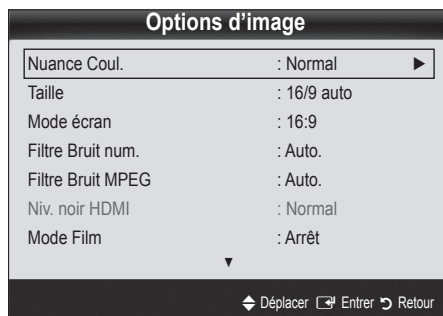 Options d'image
Nuance Coul. : Normal ▶
Taille : 16/9 auto
Mode écran : 16:9
Filtre Bruit num. : Auto.
Filtre Bruit MPEG : Auto.
Niv. noir HDMI : Normal
Mode Film : Arrêt
▼
Déplacer Entrer Retour